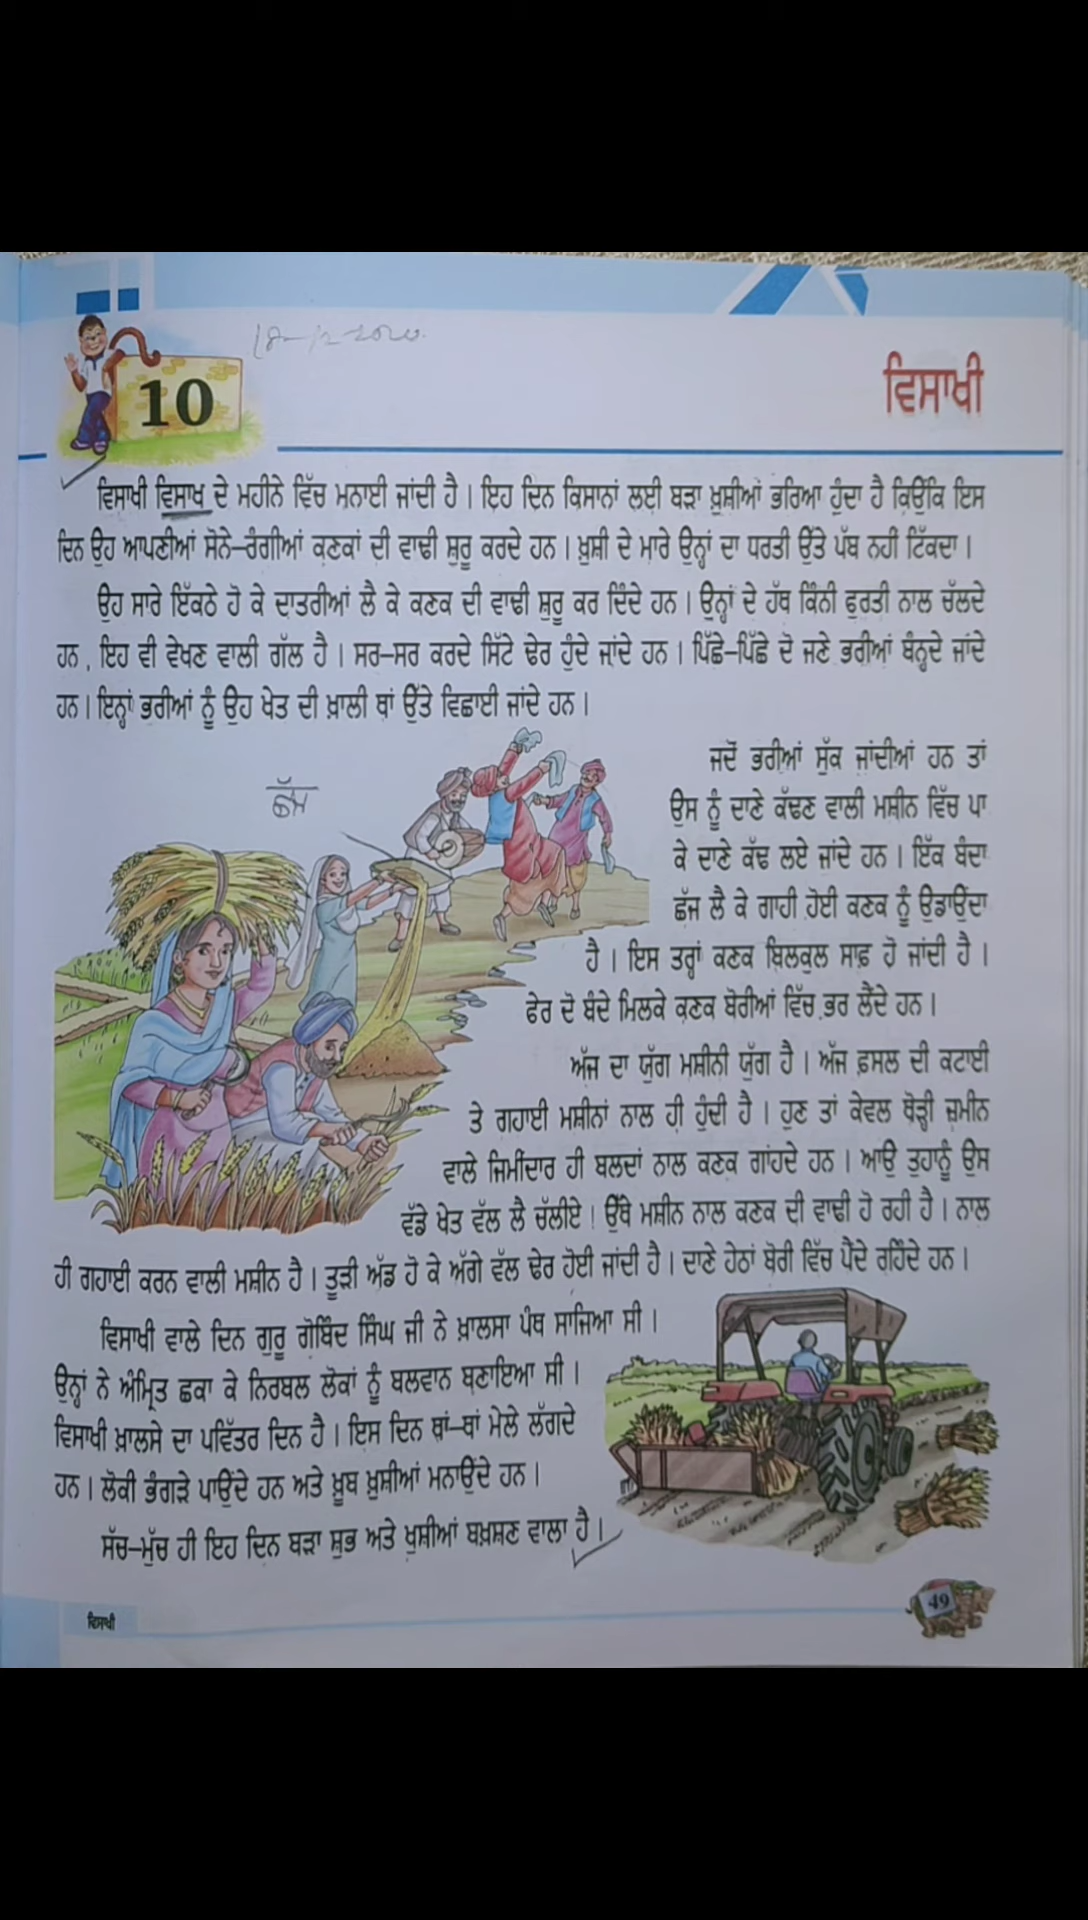 10
ਵਿਸਾਖੀ
ਵਿਸਾਖੀ ਵਿਸਾਖ ਦੇ ਮਹੀਨੇ ਵਿੱਚ ਮਨਾਈ ਜਾਂਦੀ ਹੈ। ਇਹ ਦਿਨ ਕਿਸਾਨਾਂ ਲਈ ਬੜਾ ਖ਼ੁਸ਼ੀਆਂ ਭਰਿਆ ਹੁੰਦਾ ਹੈ ਕਿਉਂਕਿ ਇਸ
ਦਿਨ ਉਹ ਆਪਣੀਆਂ ਸੋਨੇ-ਰੰਗੀਆਂ ਕਣਕਾਂ ਦੀ ਵਾਢੀ ਸ਼ੁਰੂ ਕਰਦੇ ਹਨ। ਖ਼ੁਸ਼ੀ ਦੇ ਮਾਰੇ ਉਨ੍ਹਾਂ ਦਾ ਧਰਤੀ ਉੱਤੇ ਪੱਬ ਨਹੀਂ ਟਿੱਕਦਾ।
ਉਹ ਸਾਰੇ ਇੱਕਠੇ ਹੋ ਕੇ ਦਾਤਰੀਆਂ ਲੈ ਕੇ ਕਣਕ ਦੀ ਵਾਢੀ ਸ਼ੁਰੂ ਕਰ ਦਿੰਦੇ ਹਨ। ਉਨ੍ਹਾਂ ਦੇ ਹੱਥ ਕਿੰਨੀ ਫੁਰਤੀ ਨਾਲ ਚੱਲਦੇ
ਹਨ, ਇਹ ਵੀ ਵੇਖਣ ਵਾਲੀ ਗੱਲ ਹੈ। ਸਰ-ਸਰ ਕਰਦੇ ਸਿੱਟੇ ਢੇਰ ਹੁੰਦੇ ਜਾਂਦੇ ਹਨ। ਪਿੱਛੇ-ਪਿੱਛੇ ਦੋ ਜਣੇ ਭਰੀਆਂ ਬੰਨ੍ਹਦੇ ਜਾਂਦੇ
ਹਨ। ਇਨ੍ਹਾਂ ਭਰੀਆਂ ਨੂੰ ਉਹ ਖੇਤ ਦੀ ਖ਼ਾਲੀ ਥਾਂ ਉੱਤੇ ਵਿਛਾਈ ਜਾਂਦੇ ਹਨ।
ਜਦੋਂ ਭਰੀਆਂ ਸੁੱਕ ਜਾਂਦੀਆਂ ਹਨ ਤਾਂ
ਉਸ ਨੂੰ ਦਾਣੇ ਕੱਢਣ ਵਾਲੀ ਮਸ਼ੀਨ ਵਿੱਚ ਪਾ
ਕੇ ਦਾਣੇ ਕੱਢ ਲਏ ਜਾਂਦੇ ਹਨ। ਇੱਕ ਬੰਦਾ
ਛੱਜ ਲੈ ਕੇ ਗਾਹੀ ਹੋਈ ਕਣਕ ਨੂੰ ਉਡਾਉਂਦਾ
ਹੈ। ਇਸ ਤਰ੍ਹਾਂ ਕਣਕ ਬਿਲਕੁਲ ਸਾਫ਼ ਹੋ ਜਾਂਦੀ ਹੈ।
ਫੇਰ ਦੋ ਬੰਦੇ ਮਿਲਕੇ ਕਣਕ ਬੋਰੀਆਂ ਵਿੱਚ ਭਰ ਲੈਂਦੇ ਹਨ।
ਅੱਜ ਦਾ ਯੁੱਗ ਮਸ਼ੀਨੀ ਯੁੱਗ ਹੈ। ਅੱਜ ਫ਼ਸਲ ਦੀ ਕਟਾਈ
ਤੇ ਗਹਾਈ ਮਸ਼ੀਨਾਂ ਨਾਲ ਹੀ ਹੁੰਦੀ ਹੈ। ਹੁਣ ਤਾਂ ਕੇਵਲ ਥੋੜ੍ਹੀ ਜ਼ਮੀਨ
ਵਾਲੇ ਜਿਮੀਂਦਾਰ ਹੀ ਬਲਦਾਂ ਨਾਲ ਕਣਕ ਗਾਂਹਦੇ ਹਨ। ਆਉ ਤੁਹਾਨੂੰ ਉਸ
ਵੱਡੇ ਖੇਤ ਵੱਲ ਲੈ ਚੱਲੀਏ। ਉੱਥੇ ਮਸ਼ੀਨ ਨਾਲ ਕਣਕ ਦੀ ਵਾਢੀ ਹੋ ਰਹੀ ਹੈ। ਨਾਲ
ਹੀ ਗਹਾਈ ਕਰਨ ਵਾਲੀ ਮਸ਼ੀਨ ਹੈ। ਤੂੜੀ ਅੱਡ ਹੋ ਕੇ ਅੱਗੇ ਵੱਲ ਢੇਰ ਹੋਈ ਜਾਂਦੀ ਹੈ। ਦਾਣੇ ਹੇਠਾਂ ਬੋਰੀ ਵਿੱਚ ਪੈਂਦੇ ਰਹਿੰਦੇ ਹਨ।
ਵਿਸਾਖੀ ਵਾਲੇ ਦਿਨ ਗੁਰੂ ਗੋਬਿੰਦ ਸਿੰਘ ਜੀ ਨੇ ਖ਼ਾਲਸਾ ਪੰਥ ਸਾਜਿਆ ਸੀ।
ਉਨ੍ਹਾਂ ਨੇ ਅੰਮ੍ਰਿਤ ਛਕਾ ਕੇ ਨਿਰਬਲ ਲੋਕਾਂ ਨੂੰ ਬਲਵਾਨ ਬਣਾਇਆ ਸੀ।
ਵਿਸਾਖੀ ਖ਼ਾਲਸੇ ਦਾ ਪਵਿੱਤਰ ਦਿਨ ਹੈ। ਇਸ ਦਿਨ ਥਾਂ-ਥਾਂ ਮੇਲੇ ਲੱਗਦੇ
ਹਨ। ਲੋਕੀ ਭੰਗੜੇ ਪਾਉਂਦੇ ਹਨ ਅਤੇ ਖ਼ੂਬ ਖ਼ੁਸ਼ੀਆਂ ਮਨਾਉਂਦੇ ਹਨ।
ਸੱਚ-ਮੁੱਚ ਹੀ ਇਹ ਦਿਨ ਬੜਾ ਸ਼ੁਭ ਅਤੇ ਖੁਸ਼ੀਆਂ ਬਖ਼ਸ਼ਣ ਵਾਲਾ ਹੈ।
ਵਿਸਾਖੀ
49